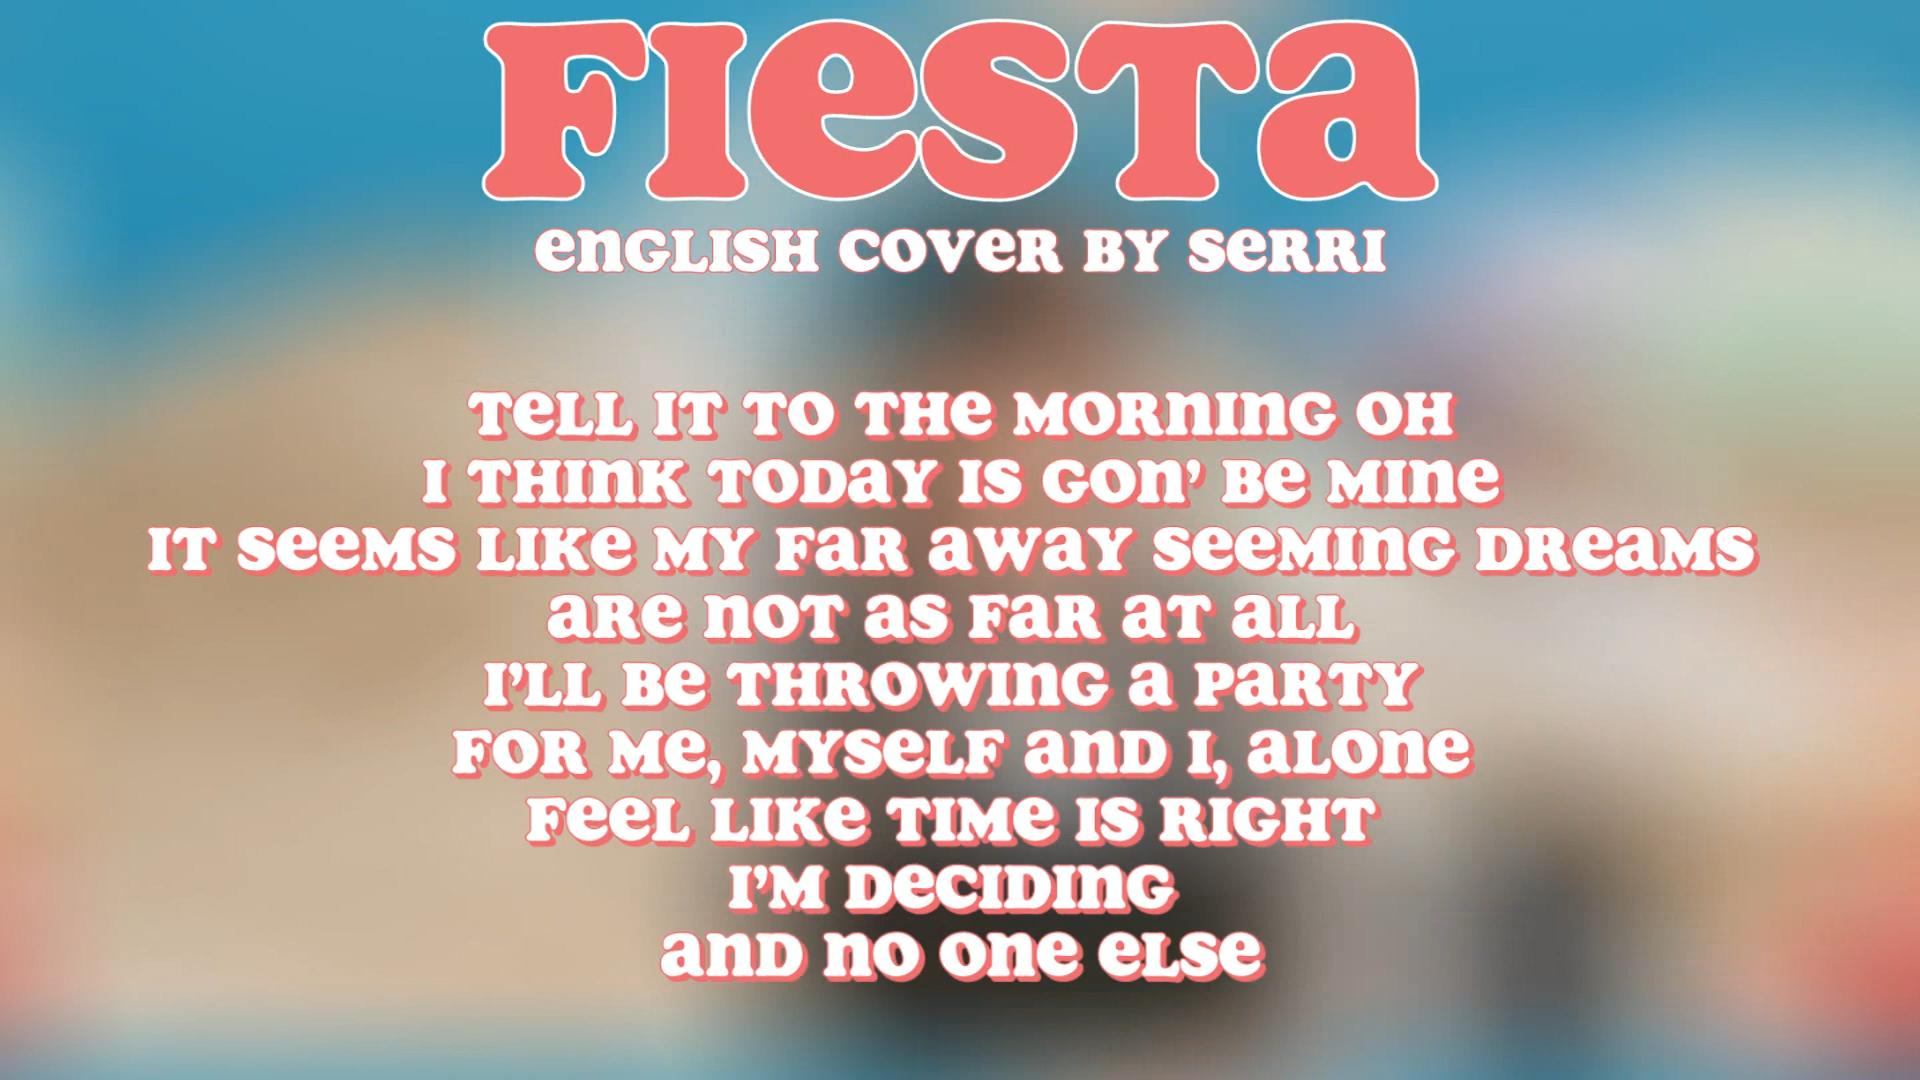 FIESTA
ENGLISH COVER BY SERRI
TELL IT TO THE MORNING OH
I THINK TODAY IS GON' BE MINE
IT SEEMS LIKE MY FAR AWAY SEEMING DREAMS
ARE NOT AS FAR AT ALL
I'LL BE THROWING A PARTY
FOR ME, MYSELF AND I, ALONE
FEEL LIKE TIME IS RIGHT
I'M DECIDING
AND NO ONE ELSE